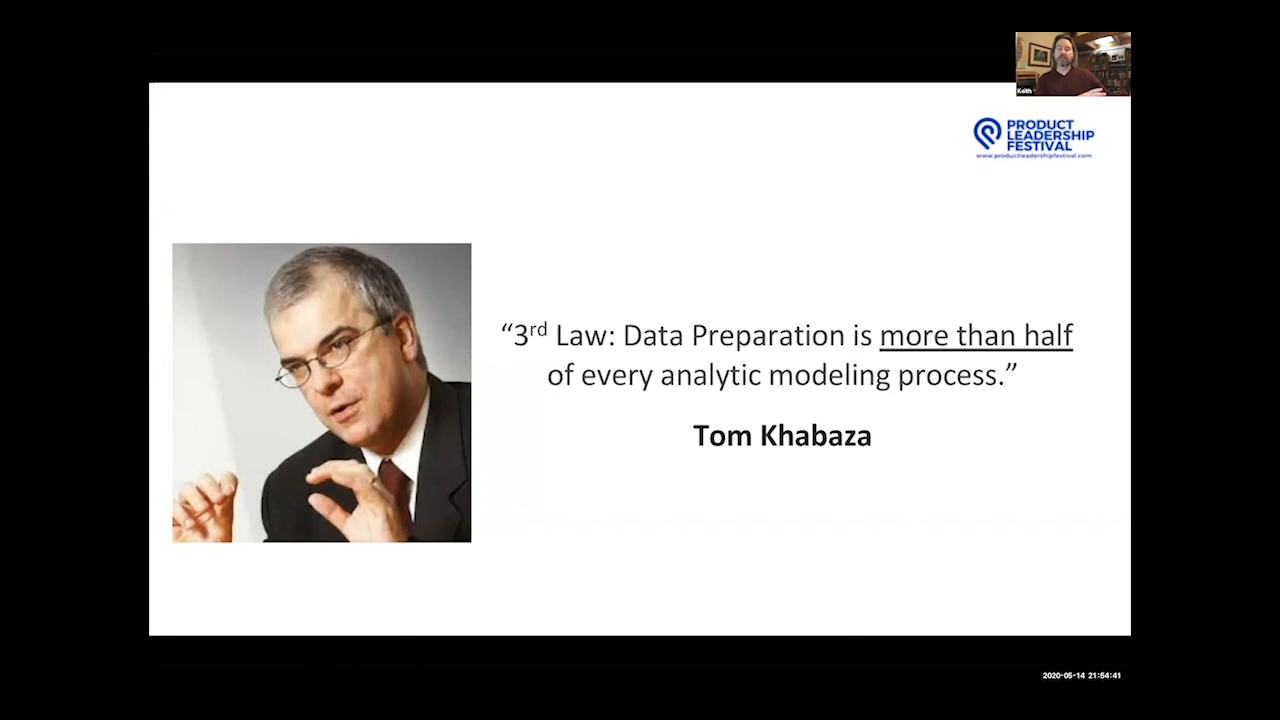 Keith
PRODUCT
LEADERSHIP
FESTIVAL
www.productleadershipfestival.com
“3rd Law: Data Preparation is more than half
of every analytic modeling process.”
Tom Khabaza
2020-05-14 21:54:41